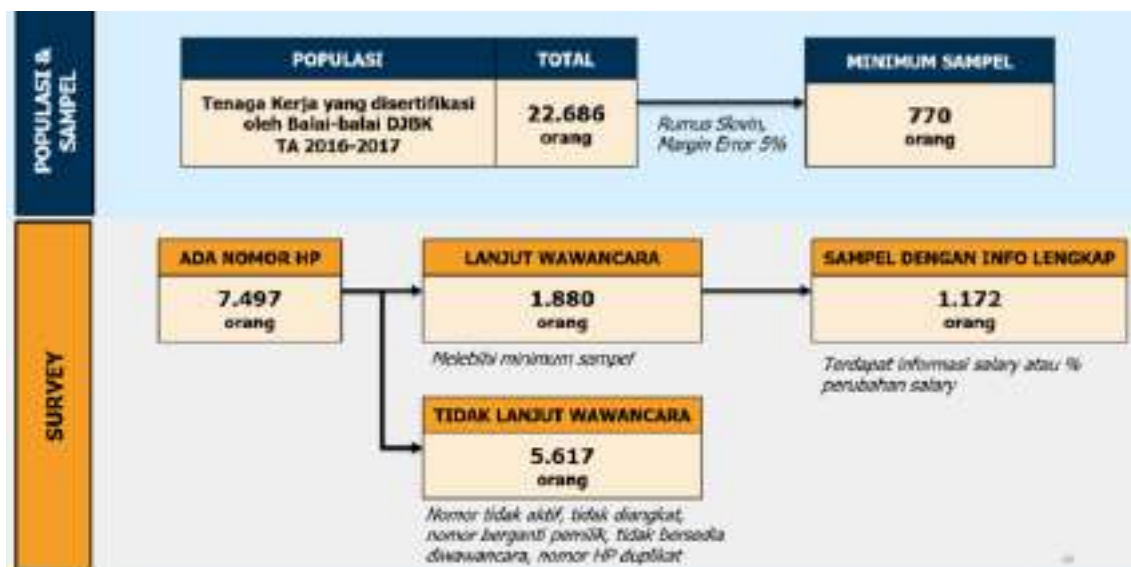 POPULASI &
SAMPEL
POPULASI
TOTAL
MINIMUM SAMPEL
Tenaga Kerja yang disertifikasi
oleh Balai-balai DJBK
TA 2016-2017
22.686
orang
Rumus Slovin,
Margin Error 5%
770
orang
SURVEY
ADA NOMOR HP
7.497
orang
LANJUT WAWANCARA
1.880
orang
Melebihi minimum sampel
SAMPEL DENGAN INFO LENGKAP
1.172
orang
Terdapat informasi salary atau %
perubahan salary
TIDAK LANJUT WAWANCARA
5.617
orang
Nomor tidak aktif, tidak diangkat,
nomor berganti pemilik, tidak bersedia
diwawancara, nomor HP duplikat